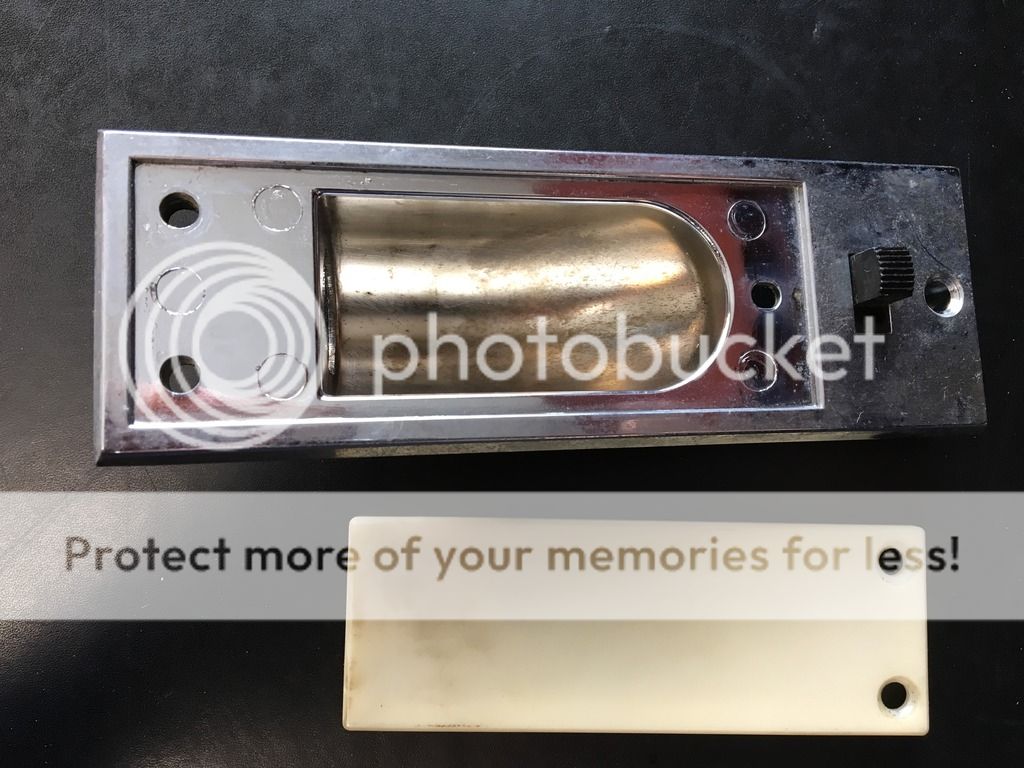 photobucket
Protect more of your memories for less!